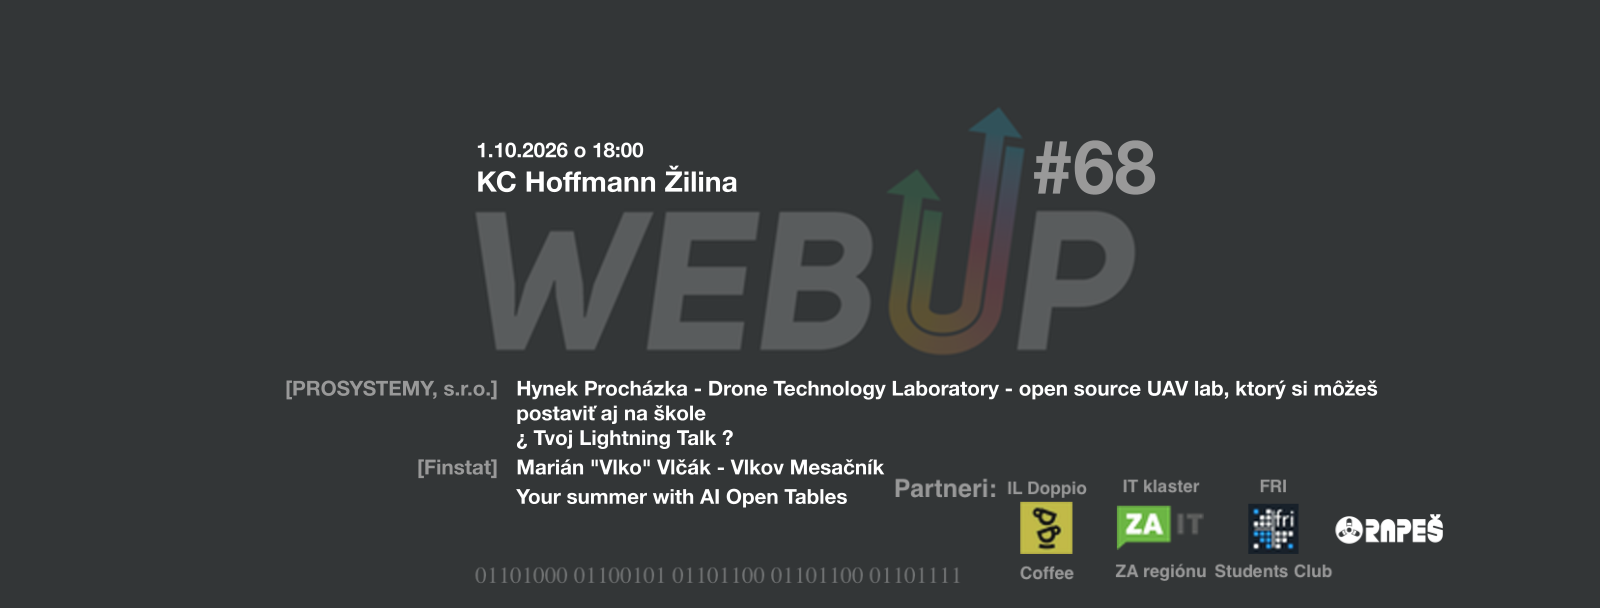 1.10.2026 o 18:00
KC Hoffmann Žilina
#68
WEBUP
[PROSYSTEMY, s.r.o.] Hynek Procházka - Drone Technology Laboratory - open source UAV lab, ktorý si môžeš
postaviť aj na škole
¿ Tvoj Lightning Talk ?
[Finstat] Marián "Vlko" Vlčák - Vlkov Mesačník
Your summer with AI Open Tables
Partneri: IL Doppio IT klaster FRI
ZA IT
fri
RAPEŠ
Coffee ZA regiónu Students Club
01101000 01100101 01101100 01101100 01101111